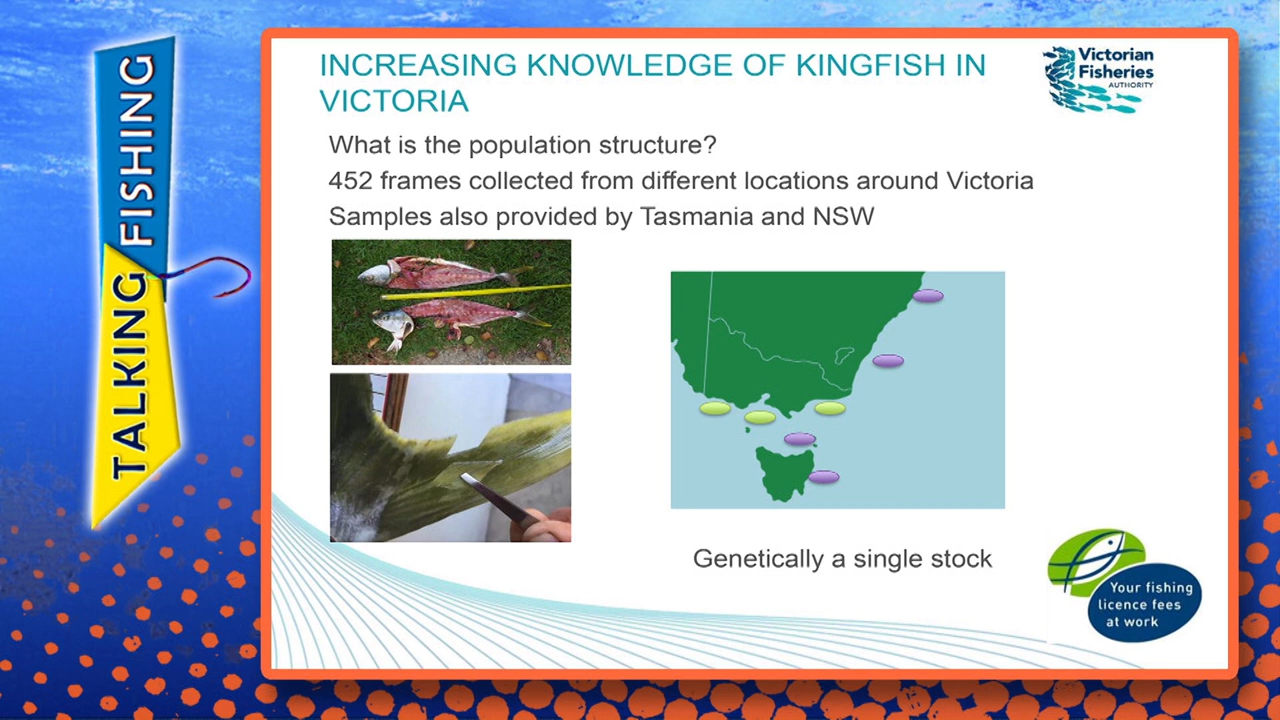 TALKING FISHING
INCREASING KNOWLEDGE OF KINGFISH IN
VICTORIA
Victorian
Fisheries
AUTHORITY
What is the population structure?
452 frames collected from different locations around Victoria
Samples also provided by Tasmania and NSW
Genetically a single stock
Your fishing
licence fees
at work